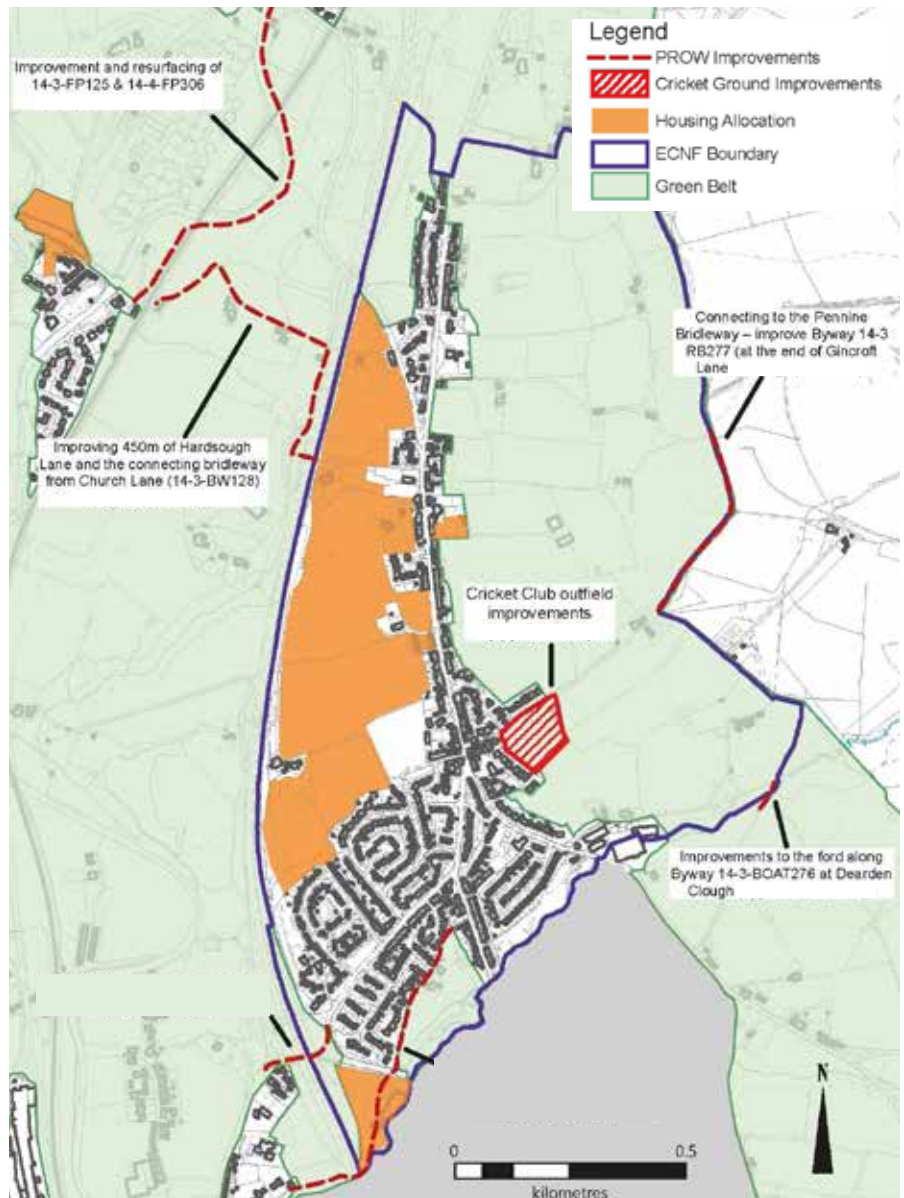 Improvement and resurfacing of
14-3-FP125 & 14-4-FP306
Legend
PROW Improvements
Cricket Ground Improvements
Housing Allocation
ECNF Boundary
Green Belt
Connecting to the Pennine
Bridleway – improve Byway 14-3
RB277 (at the end of Gincroft
Lane
Improving 450m of Hardsough
Lane and the connecting bridleway
from Church Lane (14-3-BW128)
Cricket Club outfield
improvements
Improvements to the ford along
Byway 14-3-BOAT276 at Dearden
Clough
N
0
0.5
kilometres